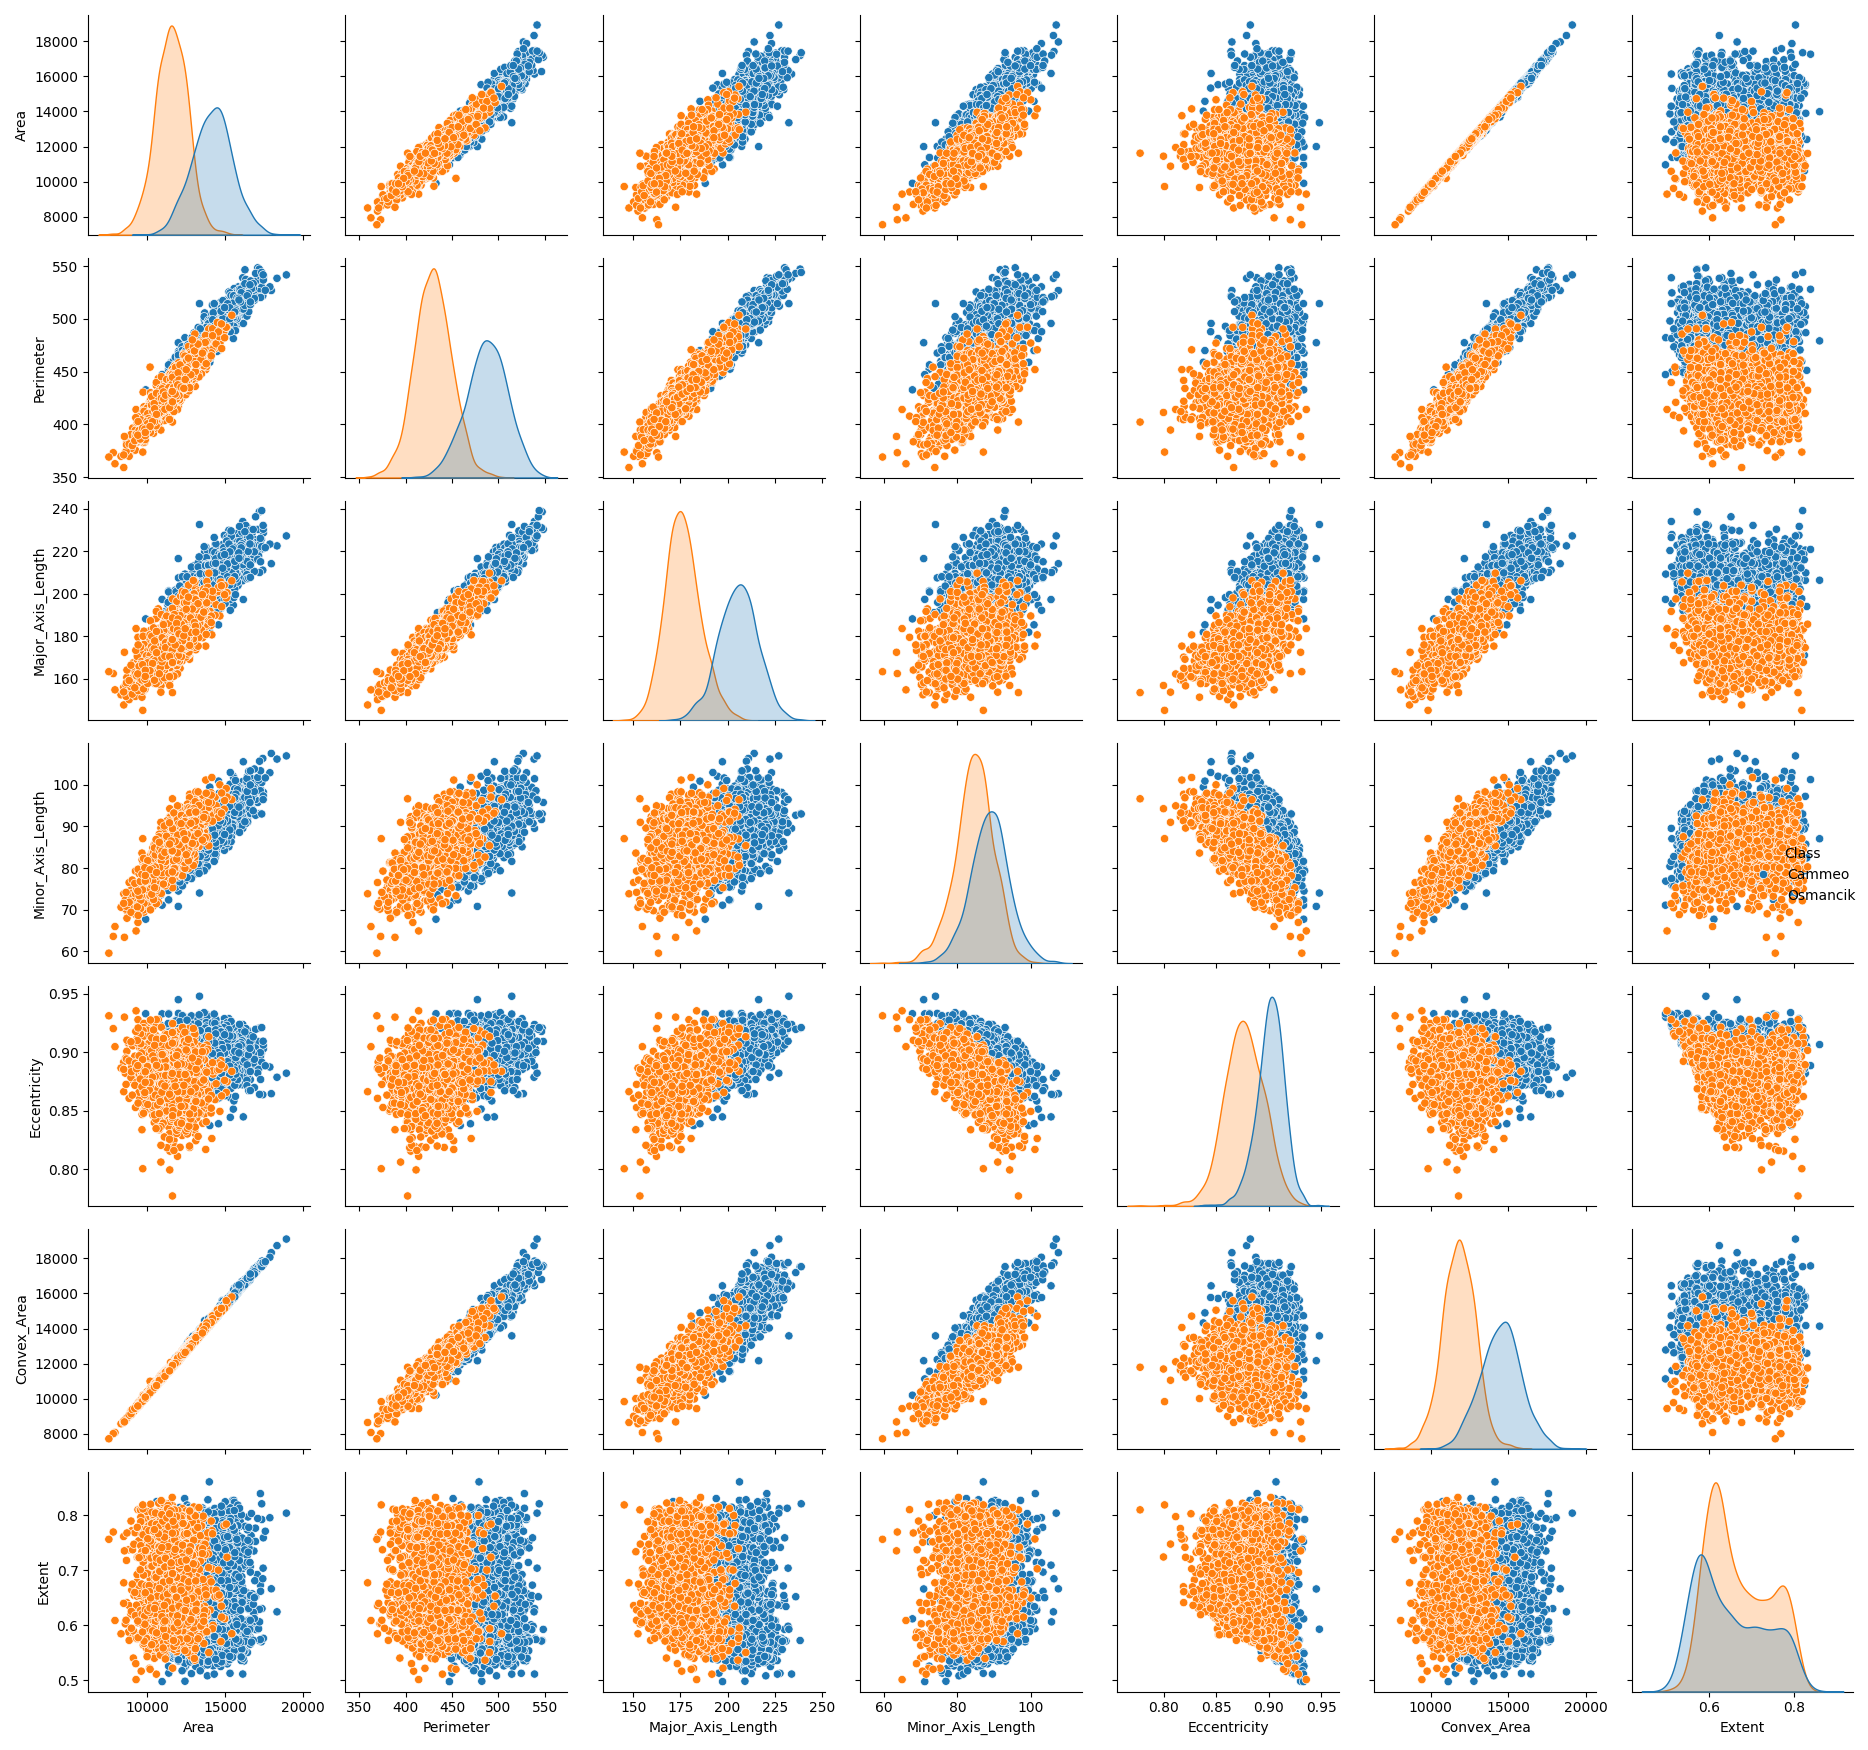 18000
16000
14000
12000
10000
8000
Area
550
500
450
400
350
Perimeter
240
220
200
180
160
Major_Axis_Length
100
90
80
70
60
Minor_Axis_Length
Class
Cammeo
Osmancik
0.95
0.90
0.85
0.80
Eccentricity
18000
16000
14000
12000
10000
8000
Convex_Area
0.8
0.7
0.6
0.5
Extent
10000 15000 20000 350 400 450 500 550 150 175 200 225 250 60 80 100 0.80 0.85 0.90 0.95 10000 15000 20000 0.6 0.8
Area Perimeter Major_Axis_Length Minor_Axis_Length Eccentricity Convex_Area Extent